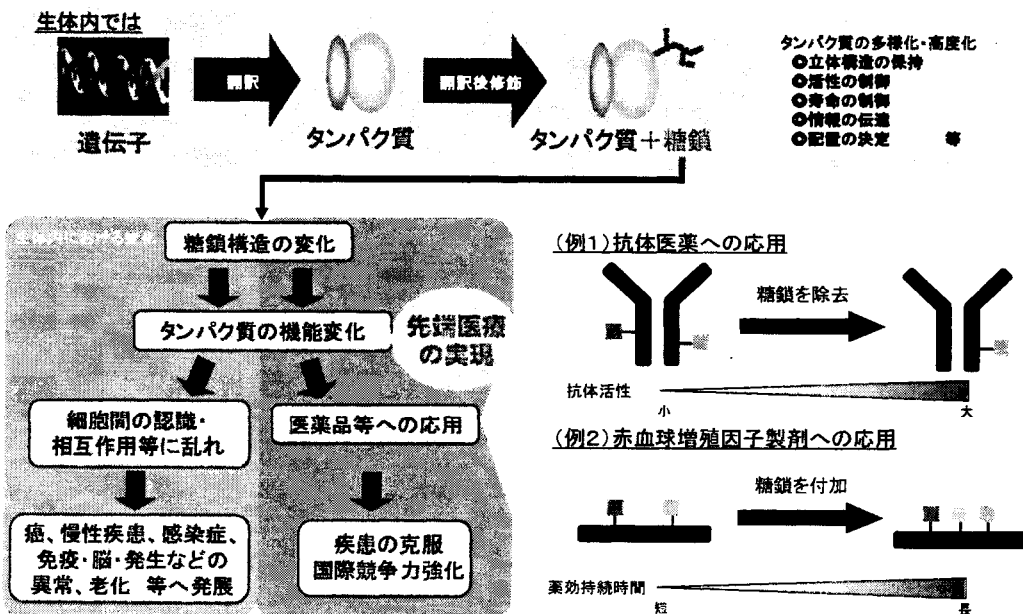 生体内では
翻訳
翻訳後修飾
遺伝子
タンパク質
タンパク質＋糖鎖
タンパク質の多様化・高度化
◎立体構造の保持
◎活性の制御
◎寿命の制御
◎情報の伝達
◎配置の決定 等
糖鎖構造の変化
タンパク質の機能変化
先端医療
の実現
細胞間の認識・
相互作用等に乱れ
医薬品等への応用
癌、慢性疾患、感染症、
免疫・脳・発生などの
異常、老化 等へ発展
疾患の克服
国際競争力強化
（例１）抗体医薬への応用
糖鎖を除去
抗体活性
小
大
（例２）赤血球増殖因子製剤への応用
糖鎖を付加
薬効持続時間
短
長